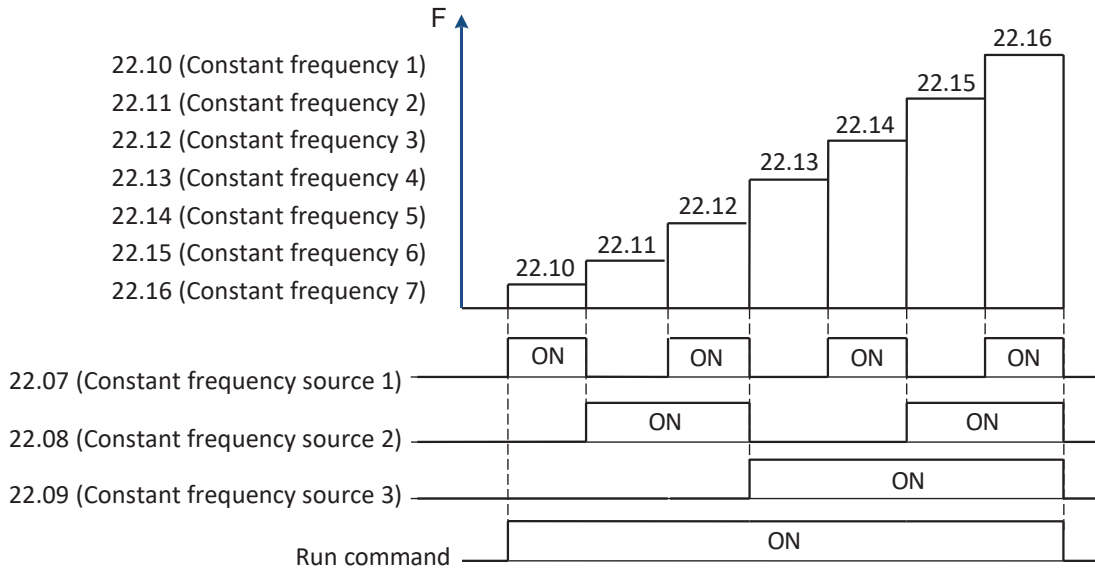 F
22.10 (Constant frequency 1)
22.11 (Constant frequency 2)
22.12 (Constant frequency 3)
22.13 (Constant frequency 4)
22.14 (Constant frequency 5)
22.15 (Constant frequency 6)
22.16 (Constant frequency 7)
22.10
22.11
22.12
22.13
22.14
22.15
22.16
22.07 (Constant frequency source 1)
ON
ON
ON
ON
22.08 (Constant frequency source 2)
ON
ON
22.09 (Constant frequency source 3)
ON
Run command
ON